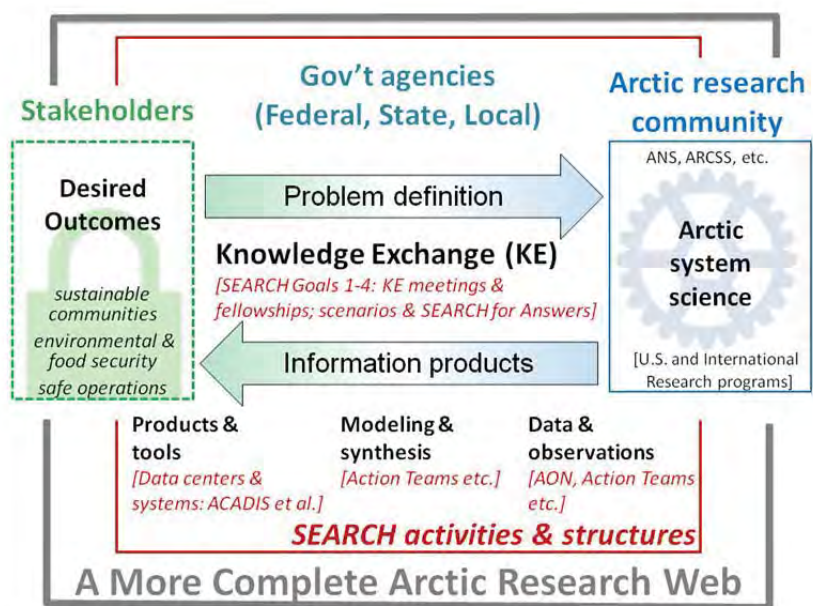 Gov't agencies
(Federal, State, Local)
Stakeholders
Arctic research
community
Desired
Outcomes
sustainable
communities
environmental &
food security
safe operations
Problem definition
Knowledge Exchange (KE)
[SEARCH Goals 1-4: KE meetings &
fellowships; scenarios & SEARCH for Answers]
Information products
ANS, ARCSS, etc.
Arctic
system
science
[U.S. and International
Research programs]
Products &
tools
[Data centers &
systems: ACADIS et al.]
Modeling &
synthesis
[Action Teams etc.]
Data &
observations
[AON, Action Teams
etc.]
SEARCH activities & structures
A More Complete Arctic Research Web